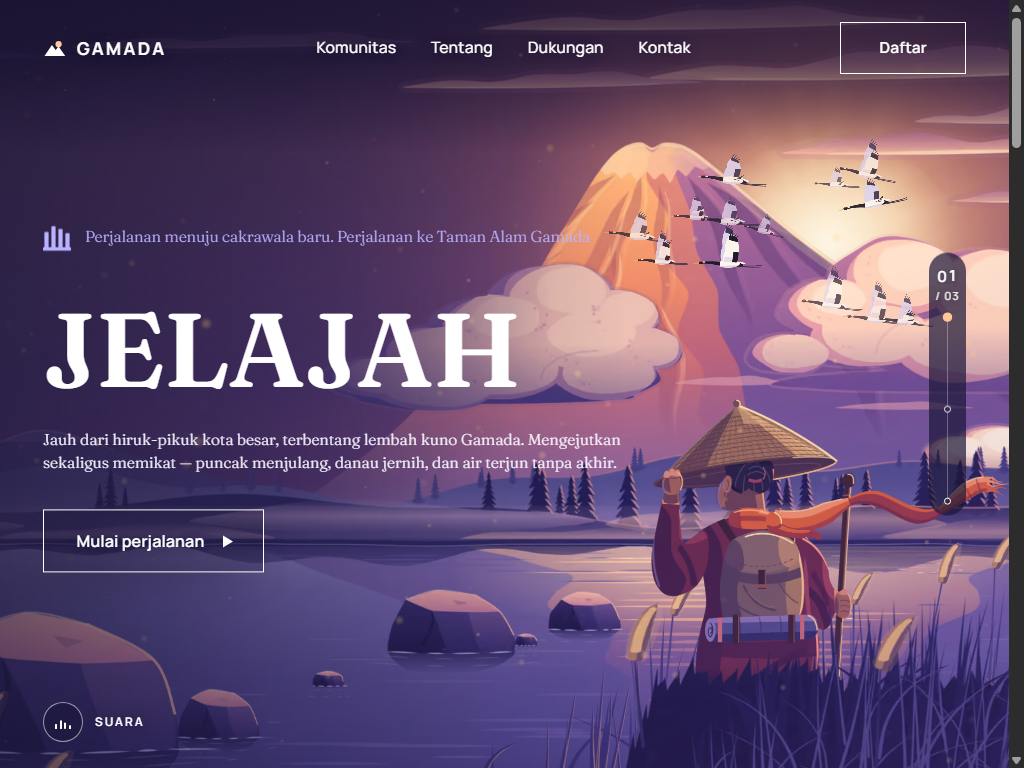 GAMADA
Komunitas
Tentang
Dukungan
Kontak
Daftar
Perjalanan menuju cakrawala baru. Perjalanan ke Taman Alam Gamada
01
/ 03
JELAJAH
Jauh dari hiruk-pikuk kota besar, terbentang lembah kuno Gamada. Mengejutkan
sekaligus memikat — puncak menjulang, danau jernih, dan air terjun tanpa akhir.
Mulai perjalanan
SUARA